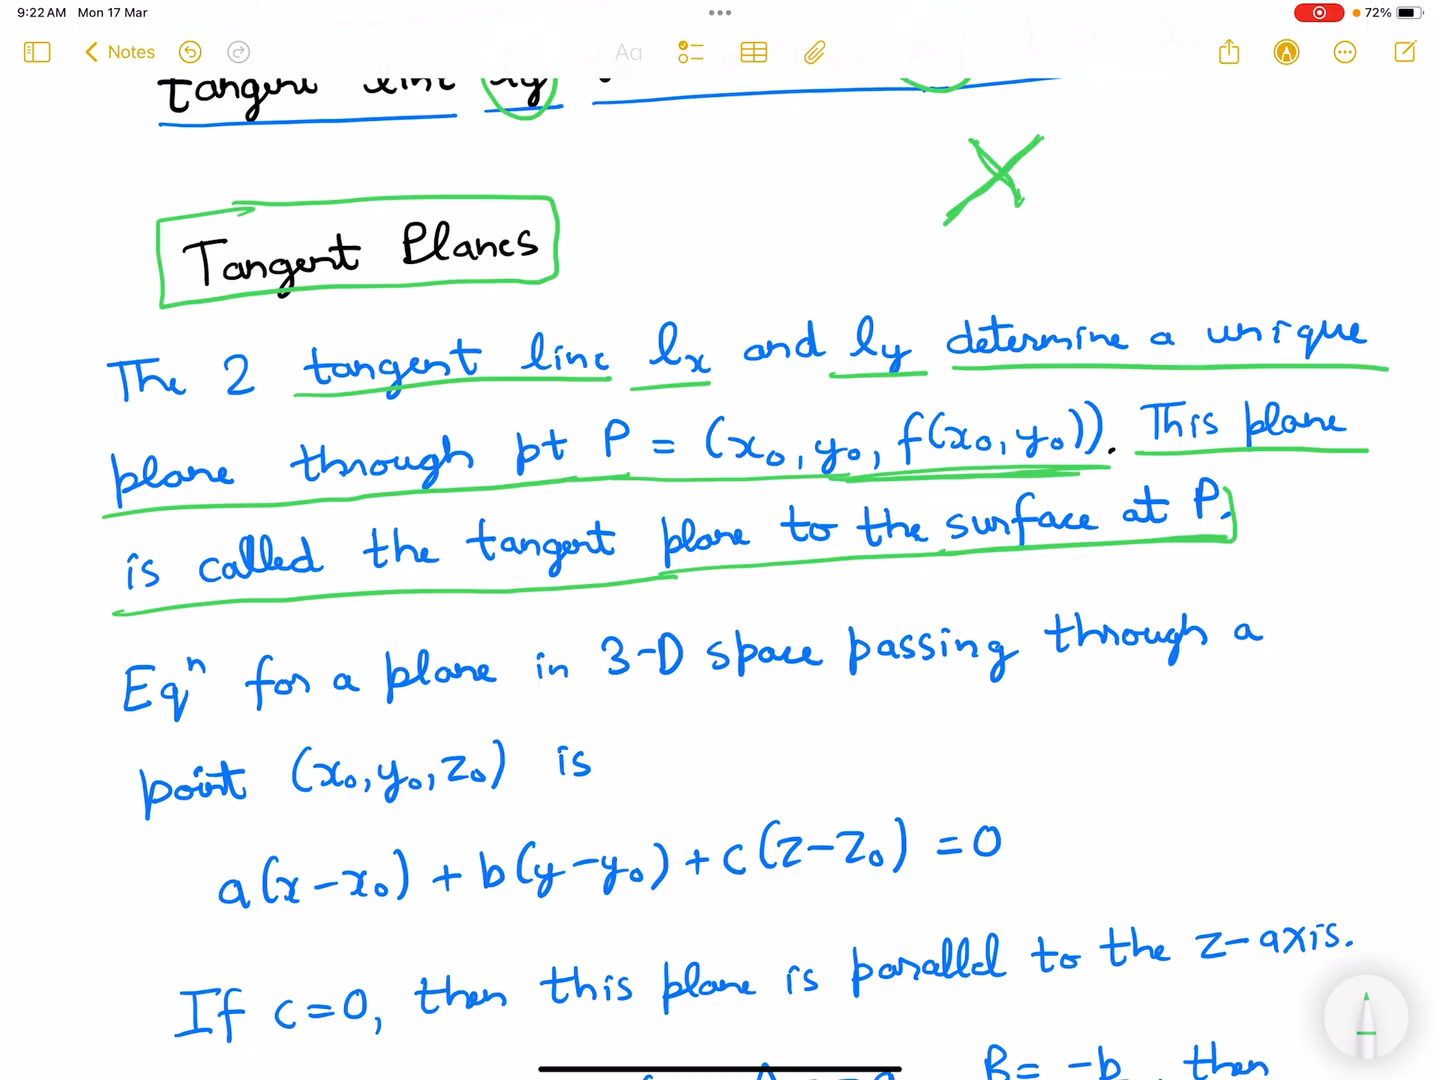 9:22 AM Mon 17 Mar
72%
Notes
Aa
tangent line ly
Tangent Planes
The 2 tangent line lx and ly determine a unique
plane through pt P = (x₀, y₀, f(x₀, y₀)). This plane
is called the tangent plane to the surface at P.
Eqⁿ for a plane in 3-D space passing through a
point (x₀, y₀, z₀) is
a(x-x₀) + b(y-y₀) + c(z-z₀) = 0
If c=0, then this plane is parallel to the z-axis.
B= -b, then